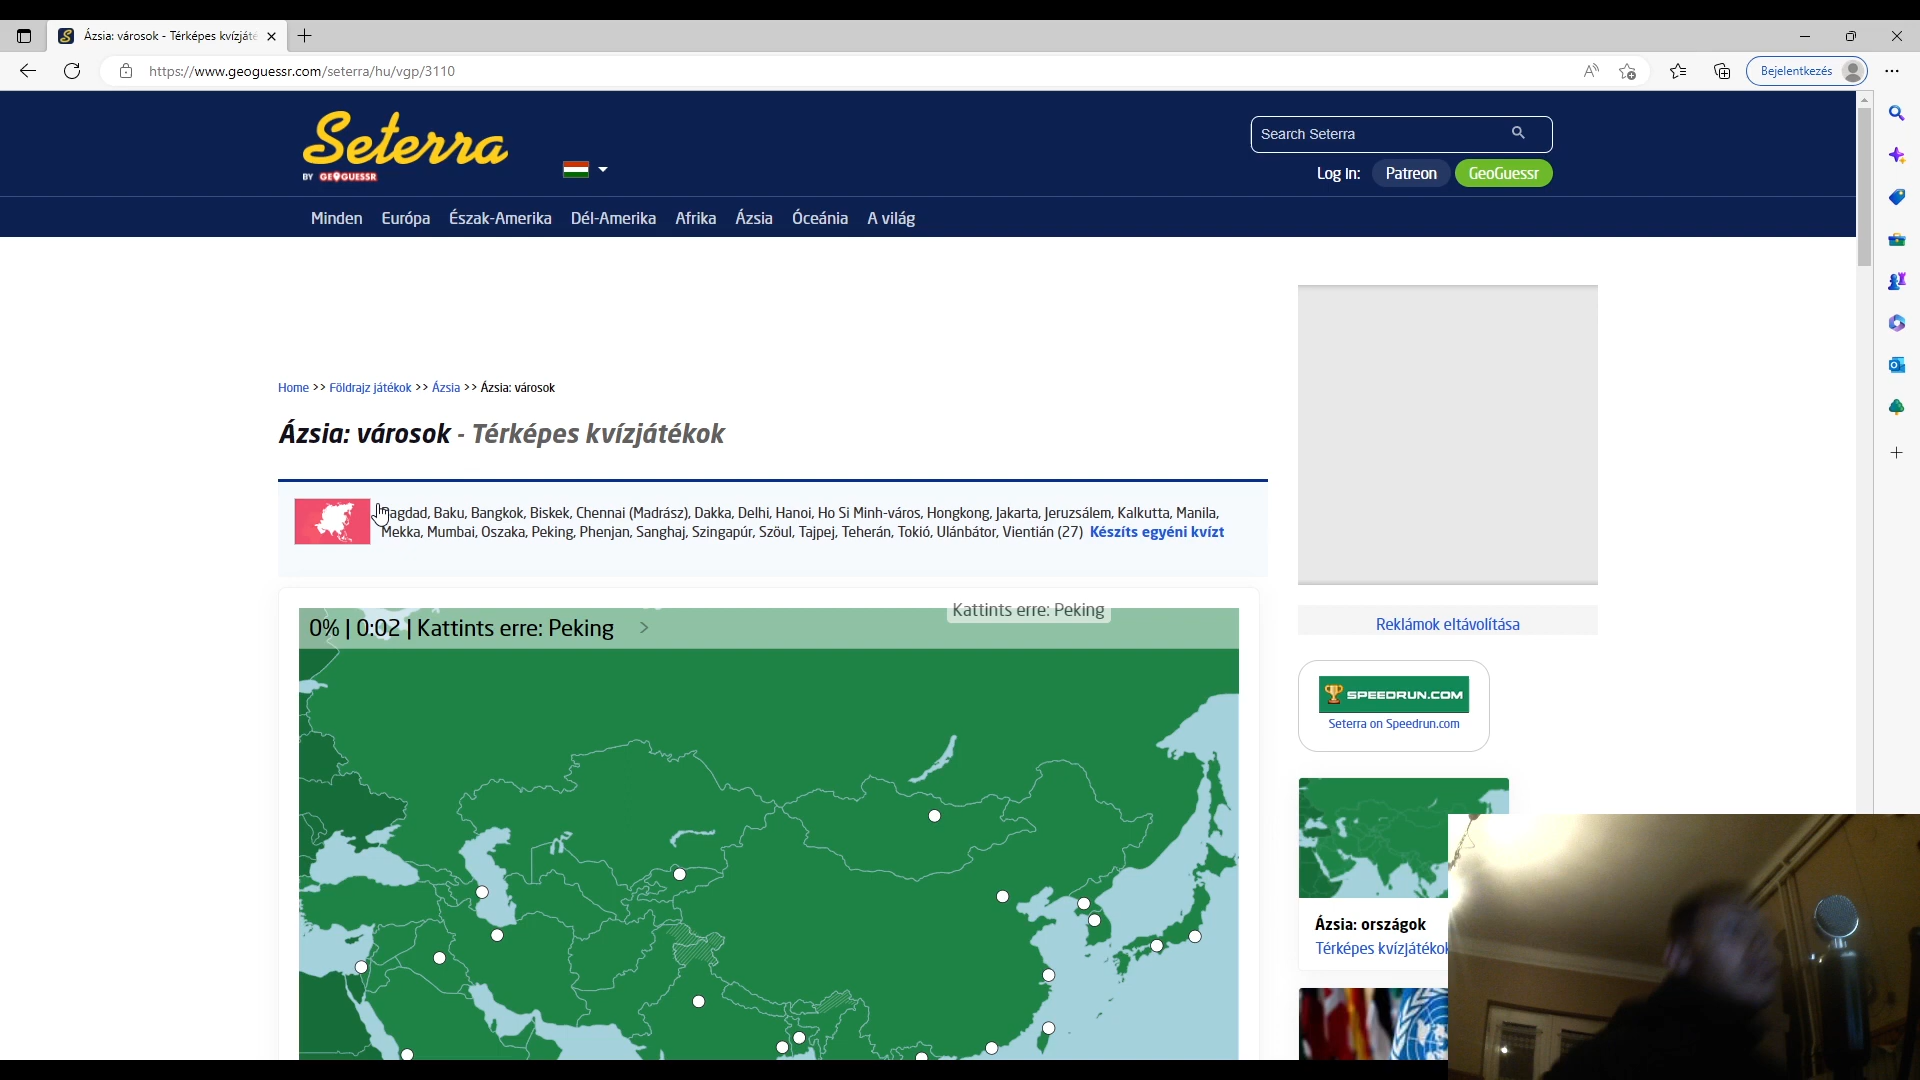 Ázsia: városok - Térképes kvízját
https://www.geoguessr.com/seterra/hu/vgp/3110
Bejelentkezés
Seterra
BY GEOGUESSR
Search Seterra
Log In: Patreon GeoGuessr
Minden Európa Észak-Amerika Dél-Amerika Afrika Ázsia Óceánia A világ
Home >> Földrajz játékok >> Ázsia >> Ázsia: városok
Ázsia: városok - Térképes kvízjátékok
Bagdad, Baku, Bangkok, Biskek, Chennai (Madrász), Dakka, Delhi, Hanoi, Ho Si Minh-város, Hongkong, Jakarta, Jeruzsálem, Kalkutta, Manila,
Mekka, Mumbai, Oszaka, Peking, Phenjan, Sanghaj, Szingapúr, Szöul, Tajpej, Teherán, Tokió, Ulánbátor, Vientián (27) Készíts egyéni kvízt
Kattints erre: Peking
0% | 0:02 | Kattints erre: Peking >
Reklámok eltávolítása
SPEEDRUN.COM
Seterra on Speedrun.com
Ázsia: országok
Térképes kvízjátékok